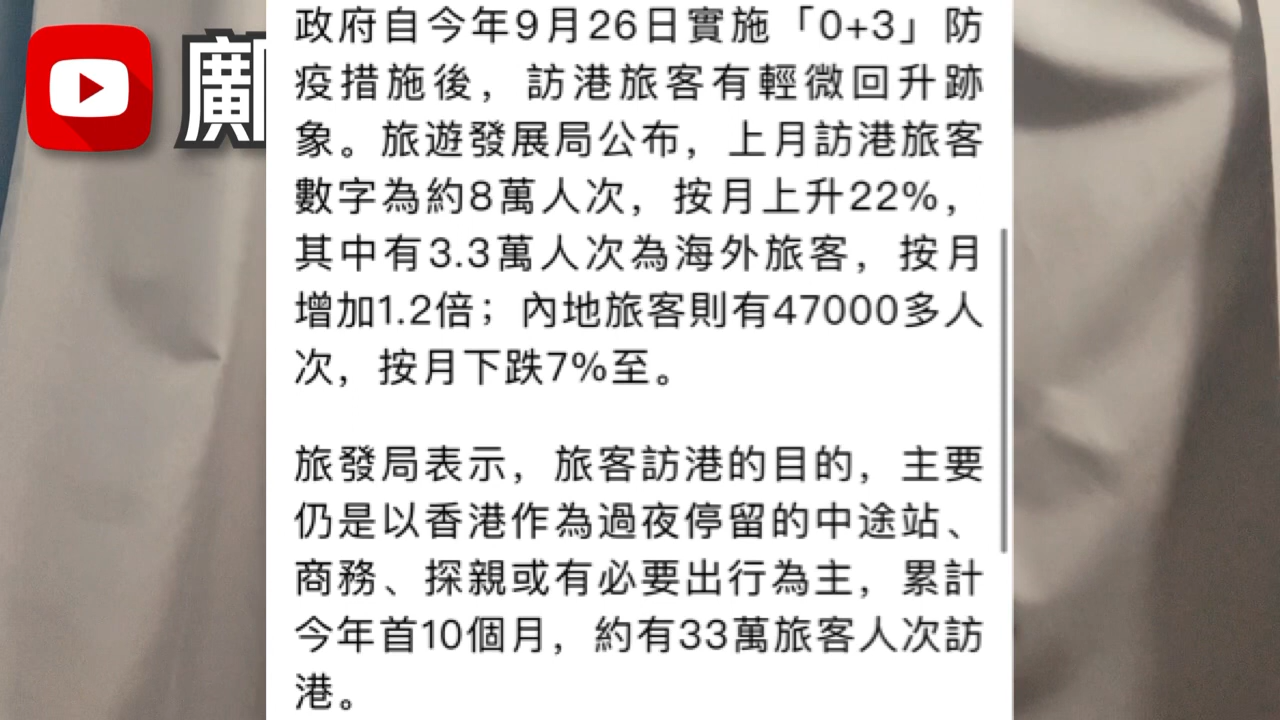 政府自今年9月26日實施「0+3」防
疫措施後，訪港旅客有輕微回升跡
象。旅遊發展局公布，上月訪港旅客
數字為約8萬人次，按月上升22%，
其中有3.3萬人次為海外旅客，按月
增加1.2倍；內地旅客則有47000多人
次，按月下跌7%至。
旅發局表示，旅客訪港的目的，主要
仍是以香港作為過夜停留的中途站、
商務、探親或有必要出行為主，累計
今年首10個月，約有33萬旅客人次訪
港。